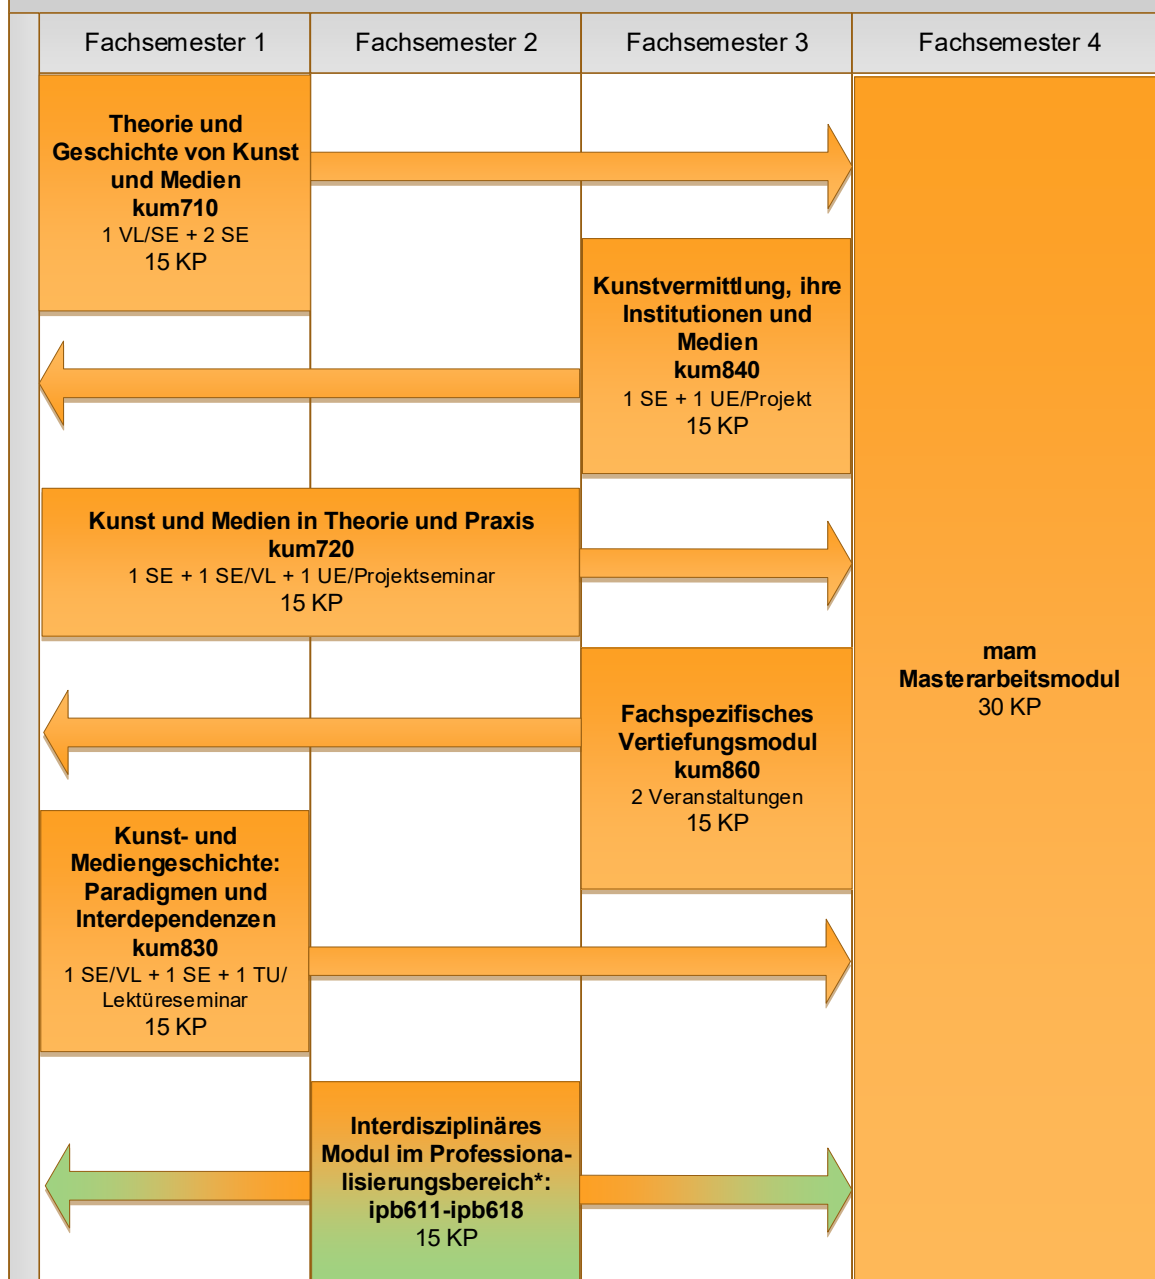 Fachsemester 1
Fachsemester 2
Fachsemester 3
Fachsemester 4
Theorie und
Geschichte von Kunst
und Medien
kum710
1 VL/SE + 2 SE
15 KP
Kunstvermittlung, ihre
Institutionen und
Medien
kum840
1 SE + 1 UE/Projekt
15 KP
Kunst und Medien in Theorie und Praxis
kum720
1 SE + 1 SE/VL + 1 UE/Projektseminar
15 KP
mam
Masterarbeitsmodul
30 KP
Fachspezifisches
Vertiefungsmodul
kum860
2 Veranstaltungen
15 KP
Kunst- und
Mediengeschichte:
Paradigmen und
Interdependenzen
kum830
1 SE/VL + 1 SE + 1 TU/
Lektüreseminar
15 KP
Interdisziplinäres
Modul im Professiona-
lisierungsbereich*:
ipb611-ipb618
15 KP